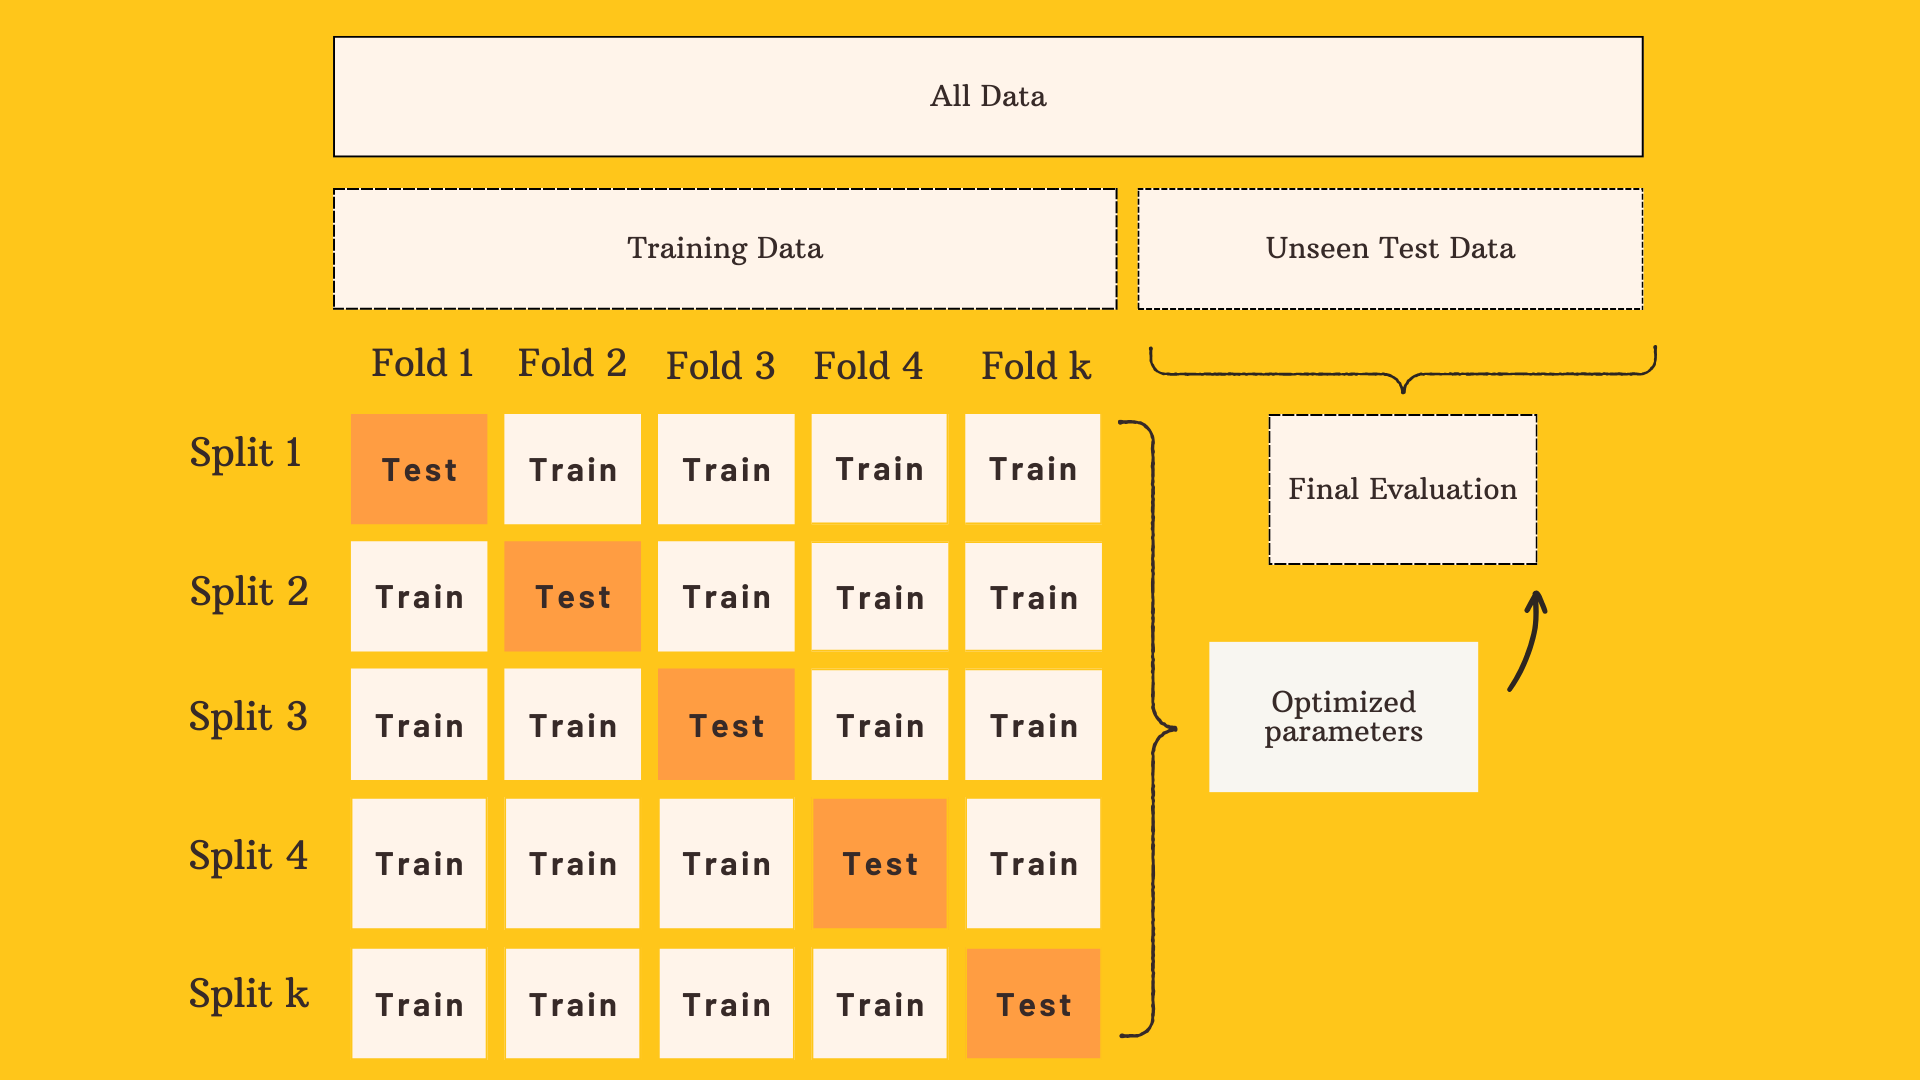 All Data
Training Data
Unseen Test Data
Fold 1 Fold 2 Fold 3 Fold 4 Fold k
Split 1 Test Train Train Train Train
Split 2 Train Test Train Train Train
Split 3 Train Train Test Train Train
Split 4 Train Train Train Test Train
Split k Train Train Train Train Test
Final Evaluation
Optimized
parameters